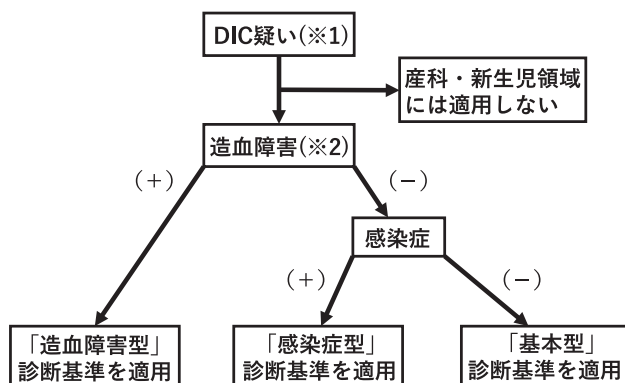 DIC疑い(※1)
産科・新生児領域
には適用しない
造血障害(※2)
(+)
(-)
感染症
(+)
(-)
「造血障害型」
診断基準を適用
「感染症型」
診断基準を適用
「基本型」
診断基準を適用